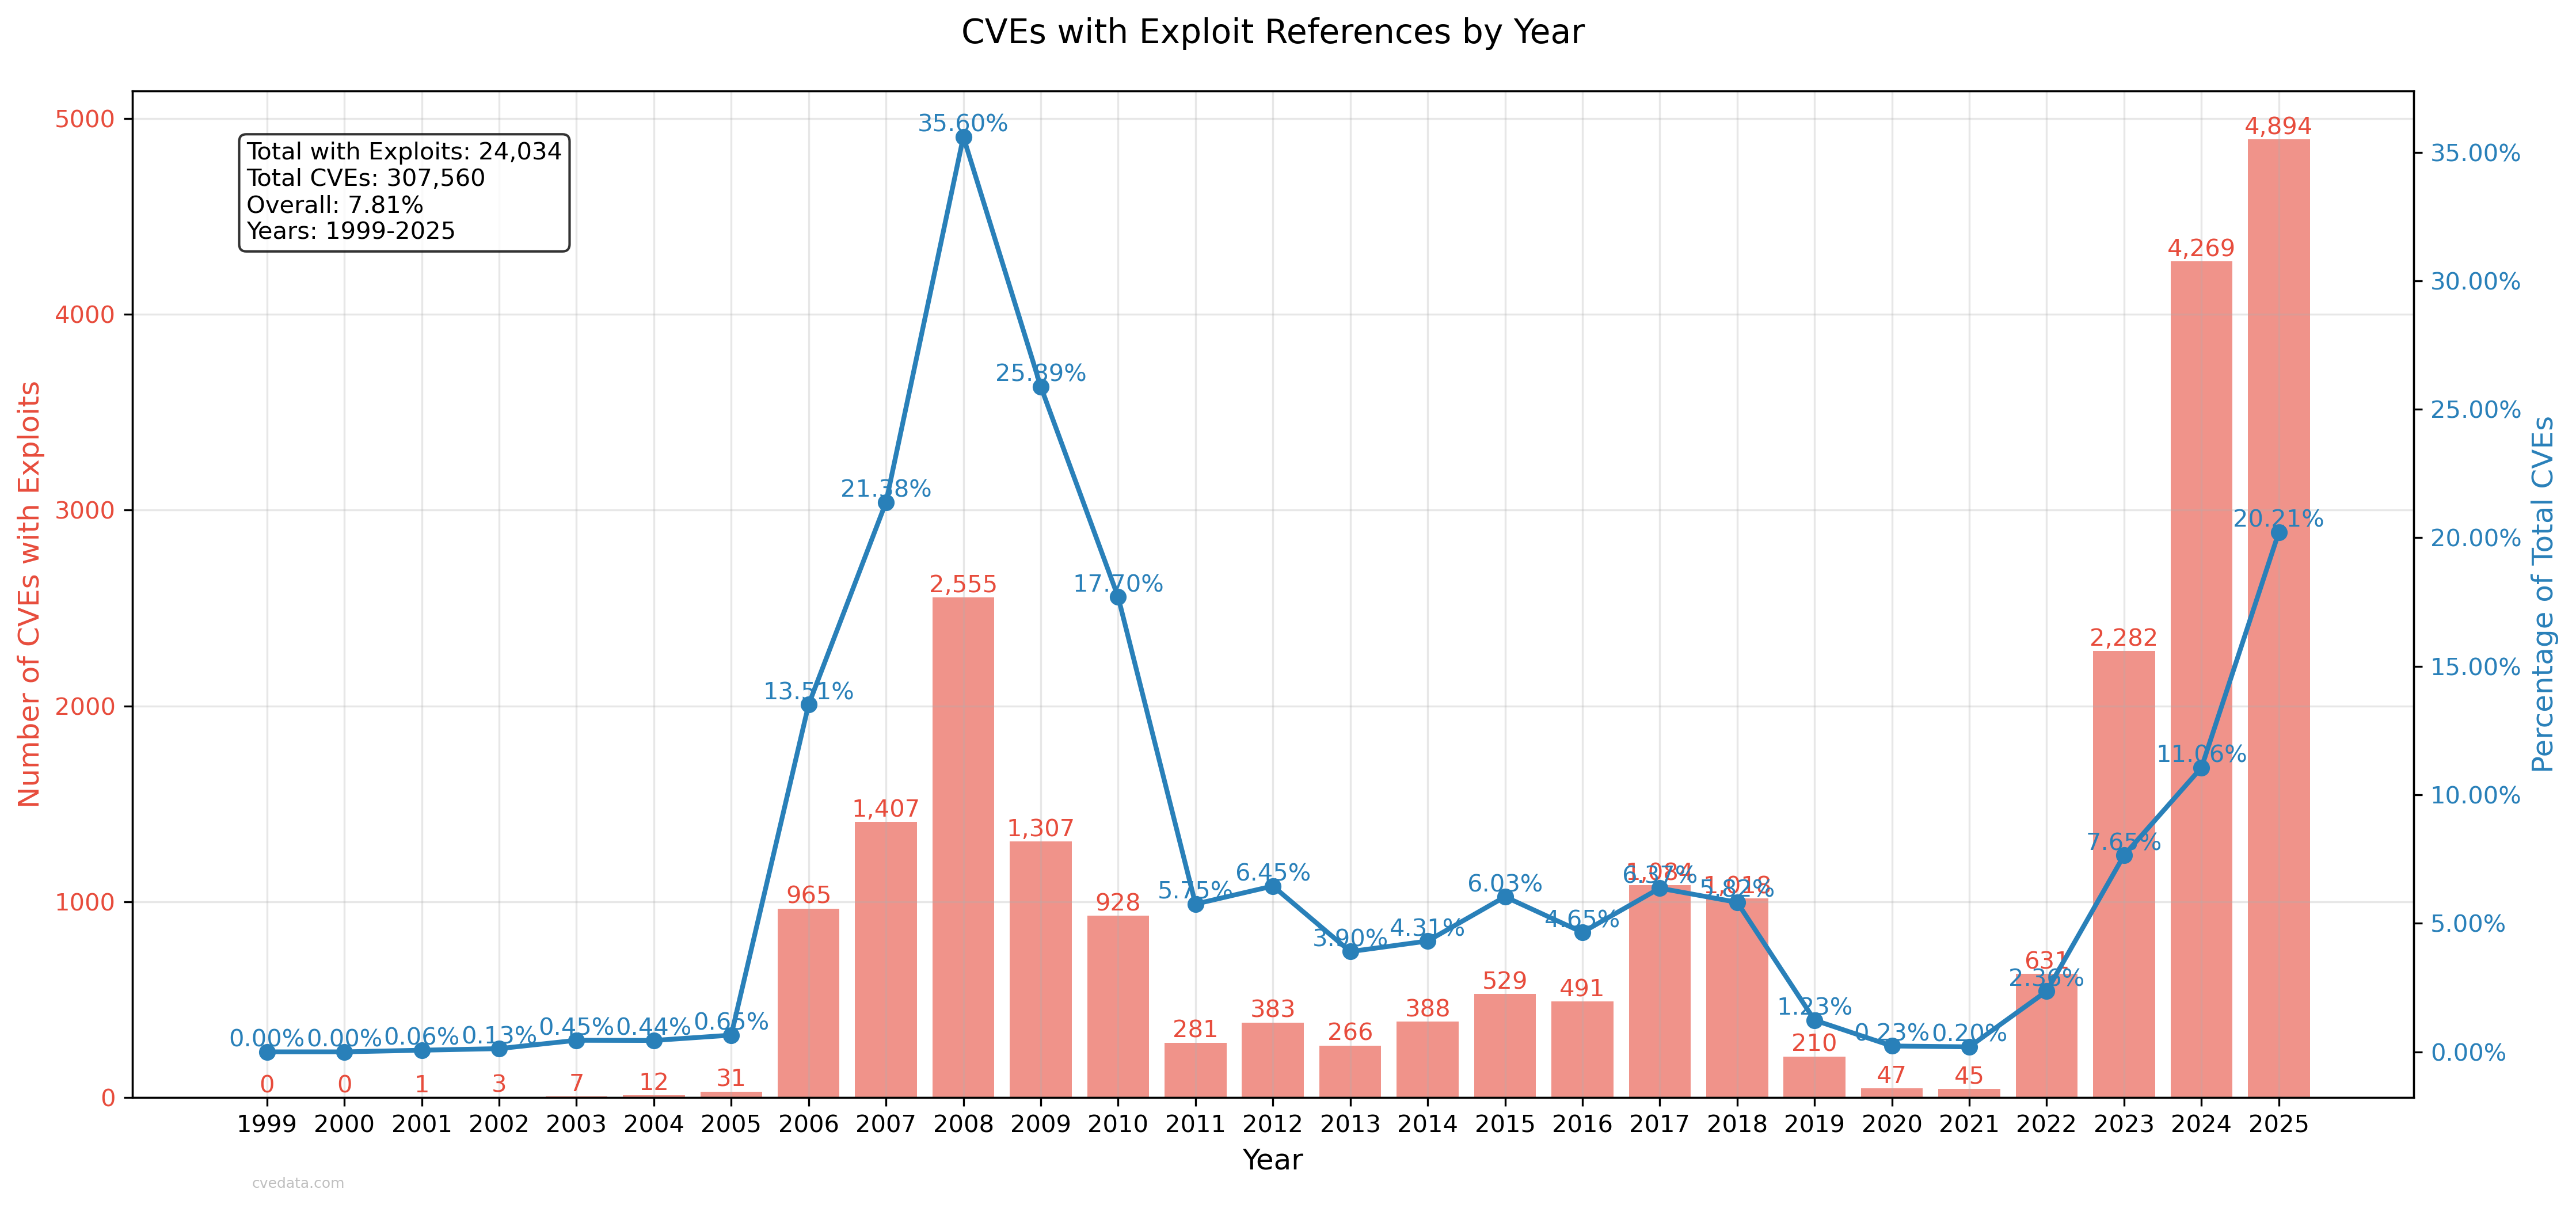 CVEs with Exploit References by Year
Total with Exploits: 24,034
Total CVEs: 307,560
Overall: 7.81%
Years: 1999-2025
Number of CVEs with Exploits
5000
4000
3000
2000
1000
0
Percentage of Total CVEs
35.00%
30.00%
25.00%
20.00%
15.00%
10.00%
5.00%
0.00%
0.00% 0.00% 0.06% 0.13% 0.45% 0.44% 0.65% 13.51% 21.38% 35.60% 25.89% 17.70% 5.75% 6.45% 3.90% 4.31% 6.03% 4.65% 6.37% 5.82% 1.23% 0.23% 0.20% 2.36% 7.65% 11.06% 20.21%
0 0 1 3 7 12 31 965 1,407 2,555 1,307 928 281 383 266 388 529 491 1,084 1,018 210 47 45 631 2,282 4,269 4,894
1999 2000 2001 2002 2003 2004 2005 2006 2007 2008 2009 2010 2011 2012 2013 2014 2015 2016 2017 2018 2019 2020 2021 2022 2023 2024 2025
Year
cvedata.com